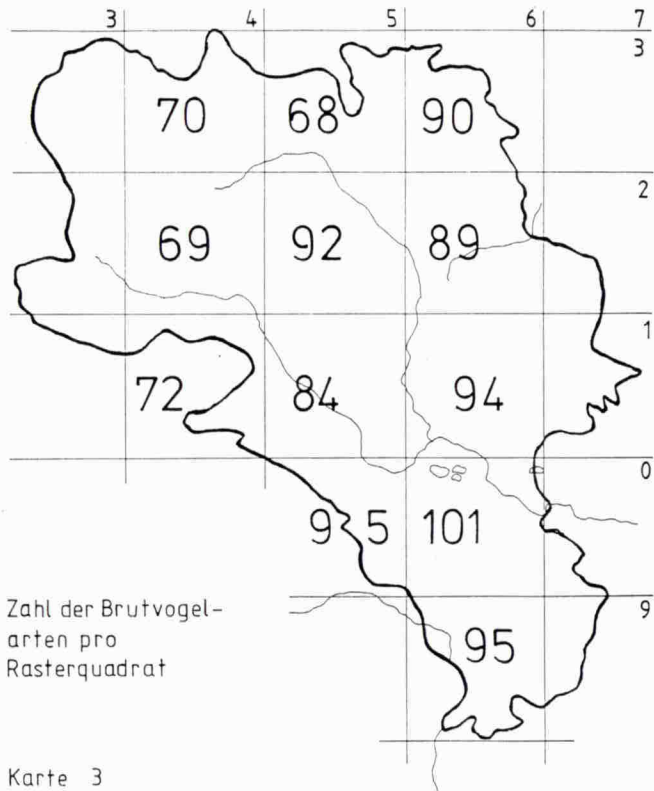 3 4 5 6 7
3
70 68 90
2
69 92 89
1
72 84 94
0
9 5 101
9
Zahl der Brutvogel-
arten pro
Rasterquadrat
95
Karte 3